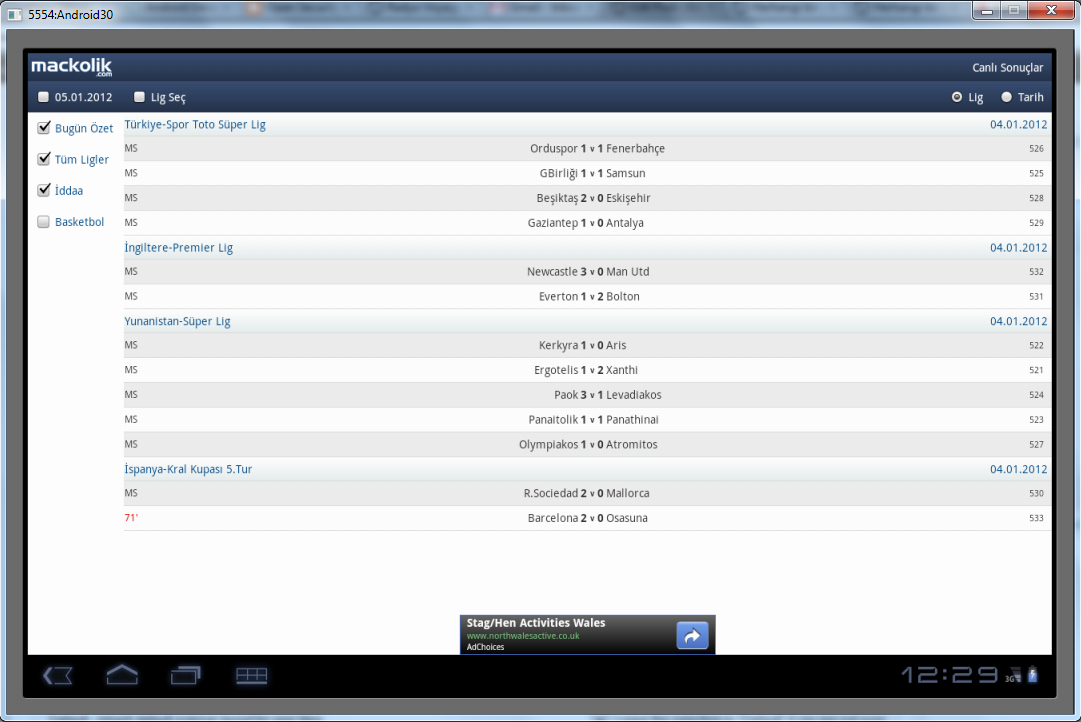 5554:Android30
mackolik
.com
Canlı Sonuçlar
05.01.2012 Lig Seç Lig Tarih
Bugün Özet
Tüm Ligler
İddaa
Basketbol
Türkiye-Spor Toto Süper Lig 04.01.2012
MS Orduspor 1 v 1 Fenerbahçe 526
MS GBirliği 1 v 1 Samsun 525
MS Beşiktaş 2 v 0 Eskişehir 528
MS Gaziantep 1 v 0 Antalya 529
İngiltere-Premier Lig 04.01.2012
MS Newcastle 3 v 0 Man Utd 532
MS Everton 1 v 2 Bolton 531
Yunanistan-Süper Lig 04.01.2012
MS Kerkyra 1 v 0 Aris 522
MS Ergotelis 1 v 2 Xanthi 521
MS Paok 3 v 1 Levadiakos 524
MS Panaitolik 1 v 1 Panathinai 523
MS Olympiakos 1 v 0 Atromitos 527
İspanya-Kral Kupası 5.Tur 04.01.2012
MS R.Sociedad 2 v 0 Mallorca 530
71' Barcelona 2 v 0 Osasuna 533
Stag/Hen Activities Wales
www.northwalesactive.co.uk
AdChoices
12:29 3G